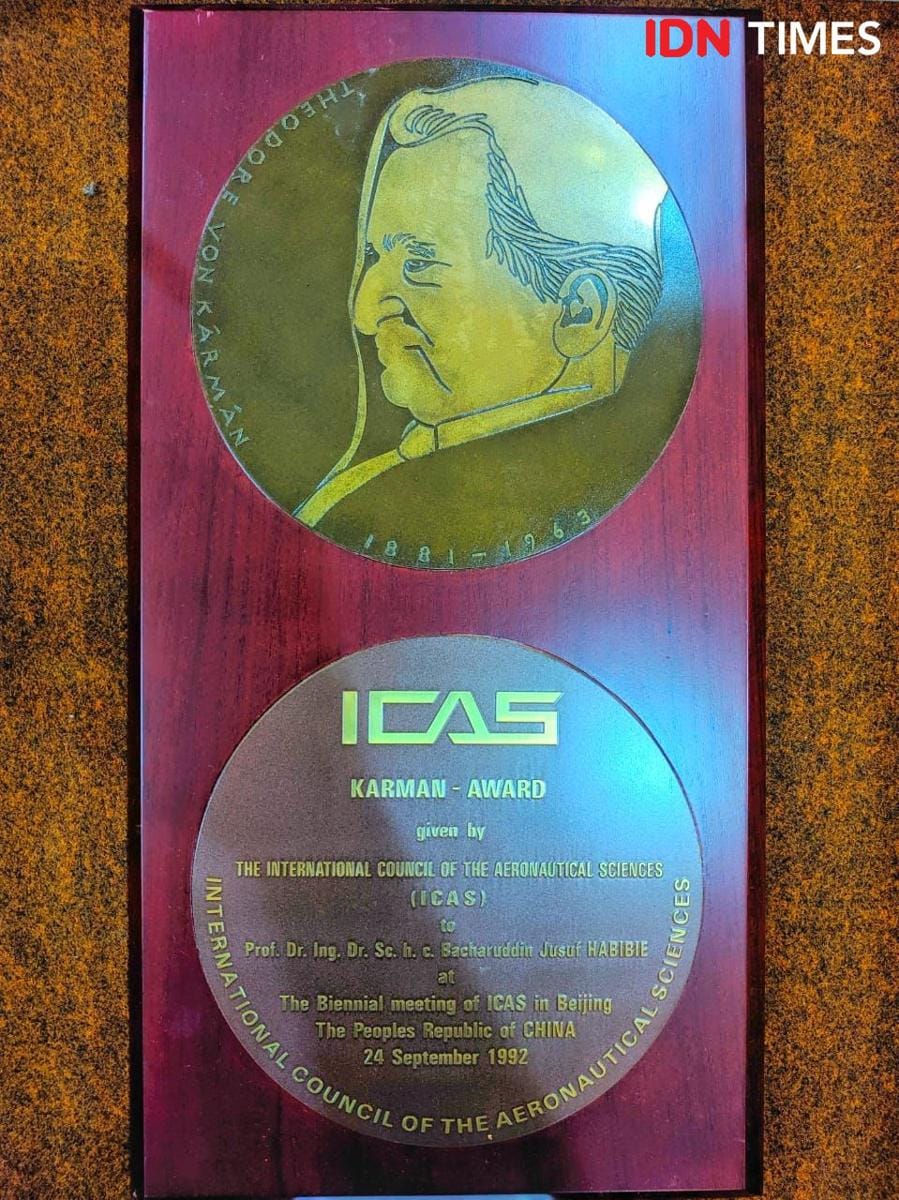 IDN TIMES
THEODORE VON KÁRMÁN
1881-1963
ICAS
KARMAN - AWARD
given by
THE INTERNATIONAL COUNCIL OF THE AERONAUTICAL SCIENCES
(ICAS)
to
Prof. Dr. Ing. Dr. Sc. h. c. Bacharuddin Jusuf HABIBIE
at
The Biennial meeting of ICAS in Beijing
The Peoples Republic of CHINA
24 September 1992
INTERNATIONAL COUNCIL OF THE AERONAUTICAL SCIENCES